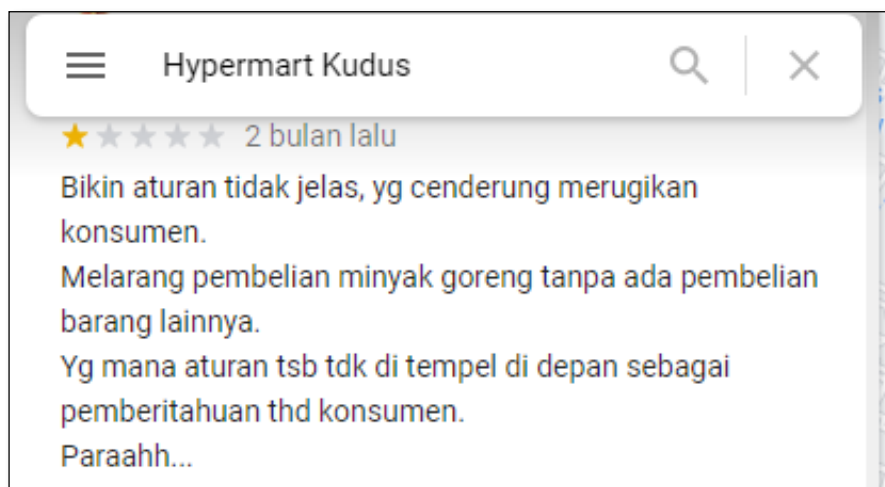 Hypermart Kudus
2 bulan lalu
Bikin aturan tidak jelas, yg cenderung merugikan
konsumen.
Melarang pembelian minyak goreng tanpa ada pembelian
barang lainnya.
Yg mana aturan tsb tdk di tempel di depan sebagai
pemberitahuan thd konsumen.
Paraahh...